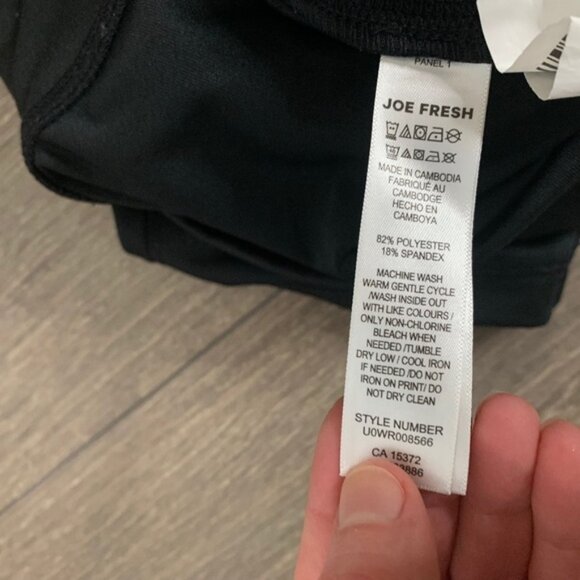 PANEL 1
JOE FRESH
MADE IN CAMBODIA
FABRIQUÉ AU
CAMBODGE
HECHO EN
CAMBOYA
82% POLYESTER
18% SPANDEX
MACHINE WASH
WARM GENTLE CYCLE
/WASH INSIDE OUT
WITH LIKE COLOURS /
ONLY NON-CHLORINE
BLEACH WHEN
NEEDED /TUMBLE
DRY LOW / COOL IRON
IF NEEDED /DO NOT
IRON ON PRINT/ DO
NOT DRY CLEAN
STYLE NUMBER
U0WR008566
CA 15372